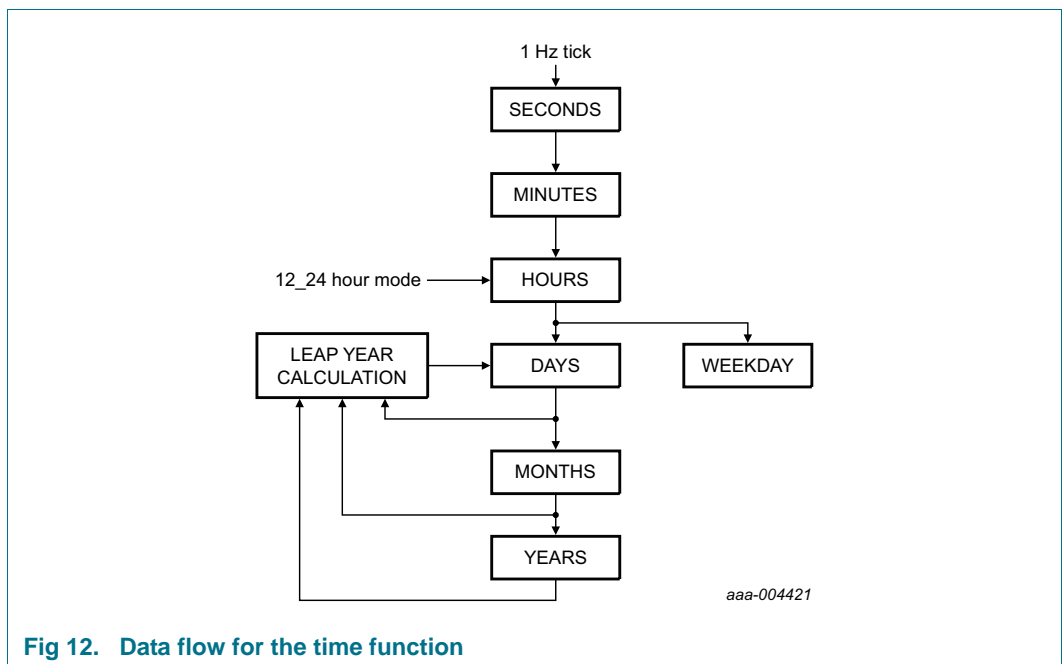 1 Hz tick
SECONDS
MINUTES
12_24 hour mode
HOURS
LEAP YEAR
CALCULATION
DAYS
WEEKDAY
MONTHS
YEARS
aaa-004421
Fig 12. Data flow for the time function